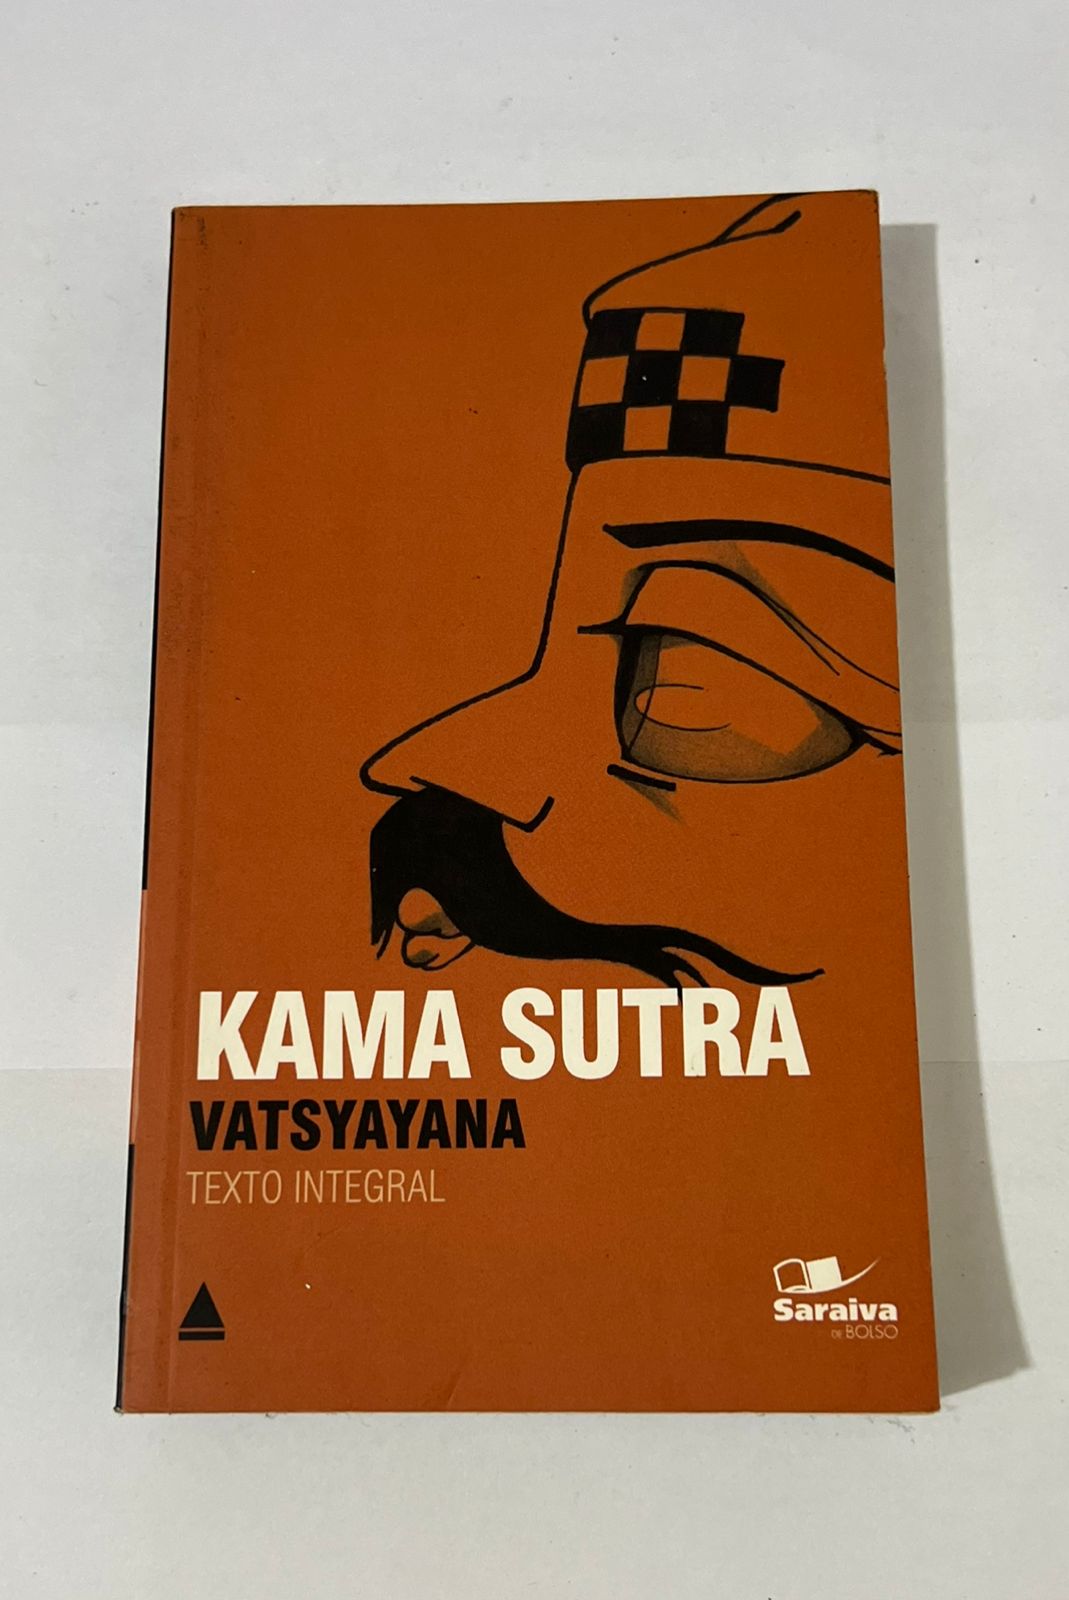 KAMA SUTRA
VATSYAYANA
TEXTO INTEGRAL
Saraiva
DE BOLSO